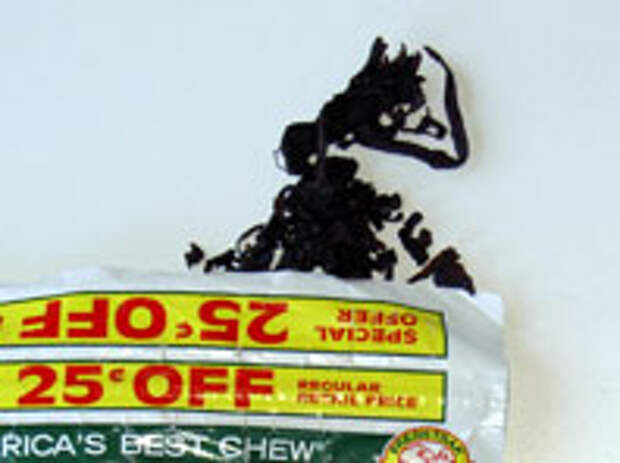 25¢ OFF
SPECIAL
OFFER
25¢ OFF
REGULAR
RETAIL PRICE
RICA'S BEST CHEW